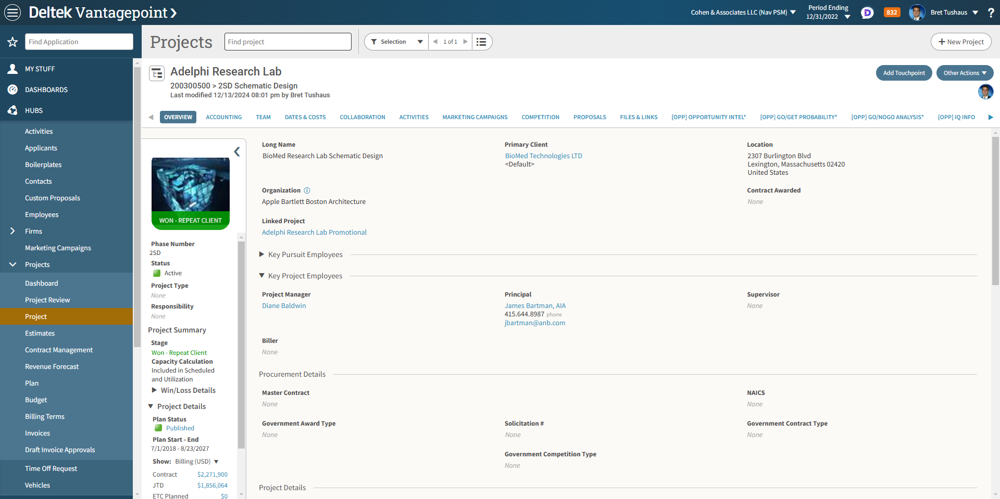 Deltek Vantagepoint
Cohen & Associates LLC (Nav PSM)
Period Ending
12/31/2022
D
832
Bret Tushaus
?
Find Application
Projects
Find project
Selection
1 of 1
+ New Project
MY STUFF
DASHBOARDS
HUBS
Activities
Applicants
Boilerplates
Contacts
Custom Proposals
Employees
Firms
Marketing Campaigns
Projects
Dashboard
Project Review
Project
Estimates
Contract Management
Revenue Forecast
Plan
Budget
Billing Terms
Invoices
Draft Invoice Approvals
Time Off Request
Vehicles
Adelphi Research Lab
200300500 > 2SD Schematic Design
Last modified 12/13/2024 08:01 pm by Bret Tushaus
Add Touchpoint
Other Actions
OVERVIEW
ACCOUNTING
TEAM
DATES & COSTS
COLLABORATION
ACTIVITIES
MARKETING CAMPAIGNS
COMPETITION
PROPOSALS
FILES & LINKS
[OPP] OPPORTUNITY INTEL*
[OPP] GO/GET PROBABILITY*
[OPP] GO/NOGO ANALYSIS*
[OPP] IQ INFO
WON - REPEAT CLIENT
Phase Number
2SD
Status
Active
Project Type
None
Responsibility
None
Project Summary
Stage
Won - Repeat Client
Capacity Calculation
Included in Scheduled
and Utilization
Win/Loss Details
Project Details
Plan Status
Published
Plan Start - End
7/1/2018 - 8/23/2027
Show: Billing (USD)
Contract $2,271,900
JTD $1,856,064
ETC Planned $0
Long Name
BioMed Research Lab Schematic Design
Primary Client
BioMed Technologies LTD
<Default>
Location
2307 Burlington Blvd
Lexington, Massachusetts 02420
United States
Organization
Apple Bartlett Boston Architecture
Contract Awarded
None
Linked Project
Adelphi Research Lab Promotional
Key Pursuit Employees
Key Project Employees
Project Manager
Diane Baldwin
Principal
James Bartman, AIA
415.644.8987 phone
jbartman@anb.com
Supervisor
None
Biller
None
Procurement Details
Master Contract
None
NAICS
None
Government Award Type
None
Solicitation #
None
Government Contract Type
None
Government Competition Type
None
Project Details